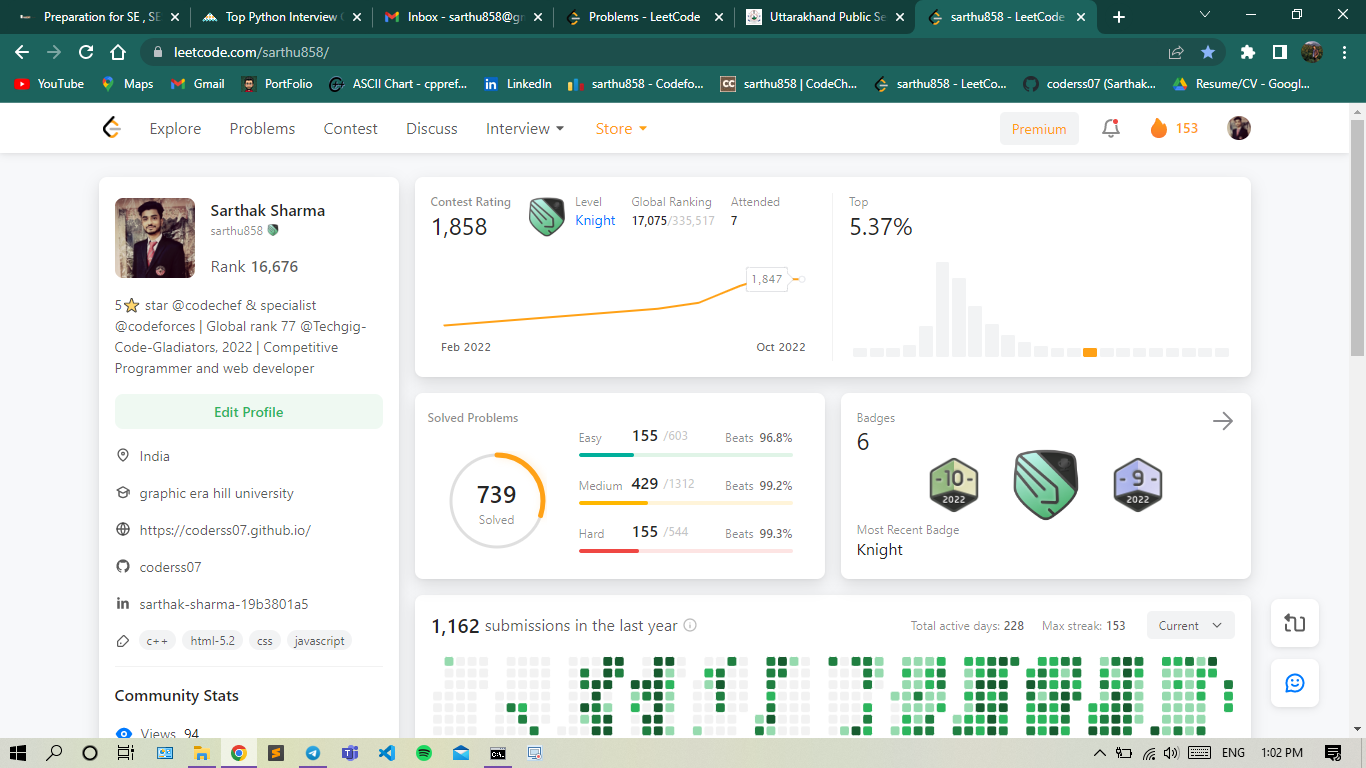 Preparation for SE , SE
Top Python Interview
Inbox - sarthu858@gm
Problems - LeetCode
Uttarakhand Public Se
sarthu858 - LeetCode
leetcode.com/sarthu858/
YouTube
Maps
Gmail
PortFolio
ASCII Chart - cppref...
LinkedIn
sarthu858 - Codefo...
CC
sarthu858 | CodeCh...
sarthu858 - LeetCo...
coderss07 (Sarthak...
Resume/CV - Googl...
Explore
Problems
Contest
Discuss
Interview
Store
Premium
153
Sarthak Sharma
sarthu858
Rank 16,676
5⭐ star @codechef & specialist
@codeforces | Global rank 77 @Techgig-
Code-Gladiators, 2022 | Competitive
Programmer and web developer
Edit Profile
India
graphic era hill university
https://coderss07.github.io/
coderss07
sarthak-sharma-19b3801a5
c++
html-5.2
css
javascript
Community Stats
Views 94
Contest Rating
1,858
Level
Knight
Global Ranking
17,075/335,517
Attended
7
1,847
Feb 2022
Oct 2022
Top
5.37%
Solved Problems
739
Solved
Easy 155 /603 Beats 96.8%
Medium 429 /1312 Beats 99.2%
Hard 155 /544 Beats 99.3%
Badges
6
10
2022
9
2022
Most Recent Badge
Knight
1,162 submissions in the last year
Total active days: 228
Max streak: 153
Current
ENG
1:02 PM